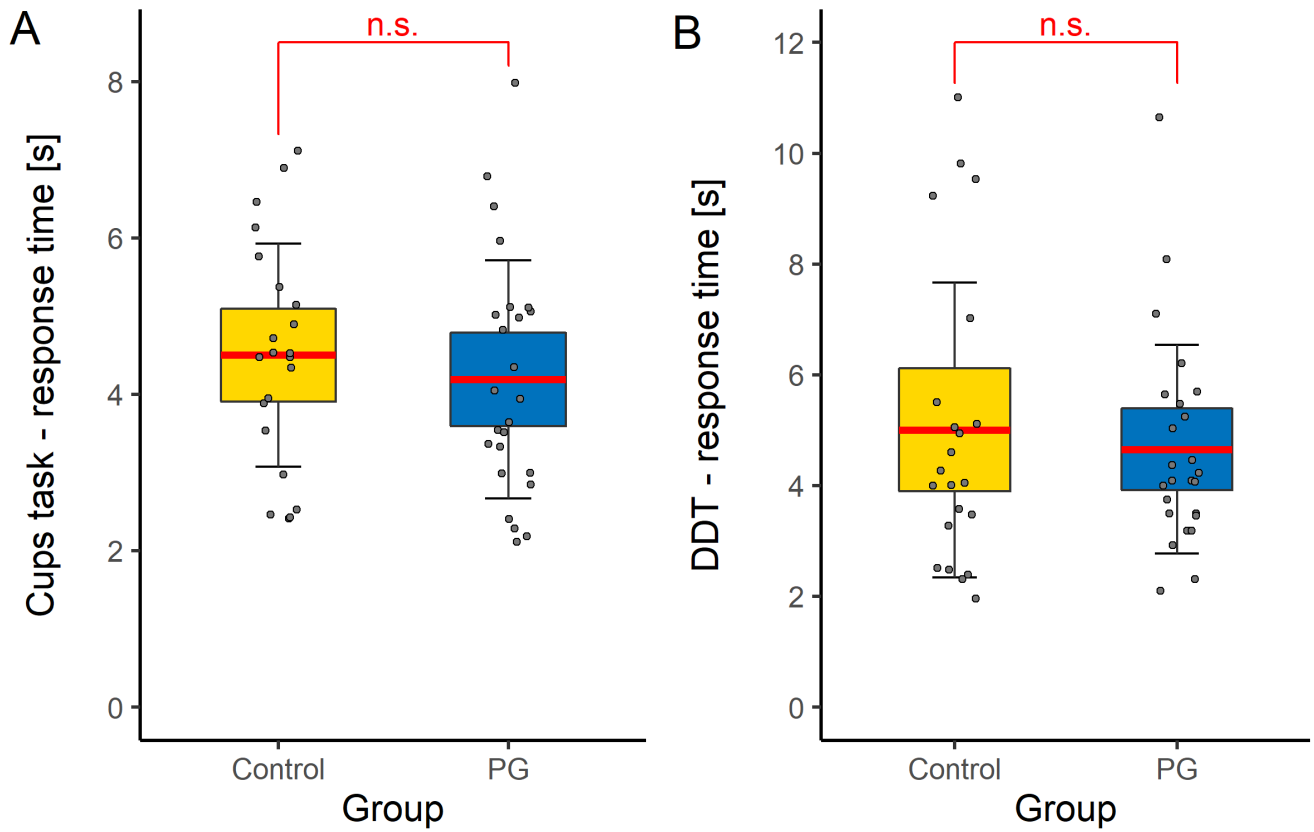 A
n.s.
Cups task - response time [s]
8
6
4
2
0
Control PG
Group
B
n.s.
DDT - response time [s]
12
10
8
6
4
2
0
Control PG
Group